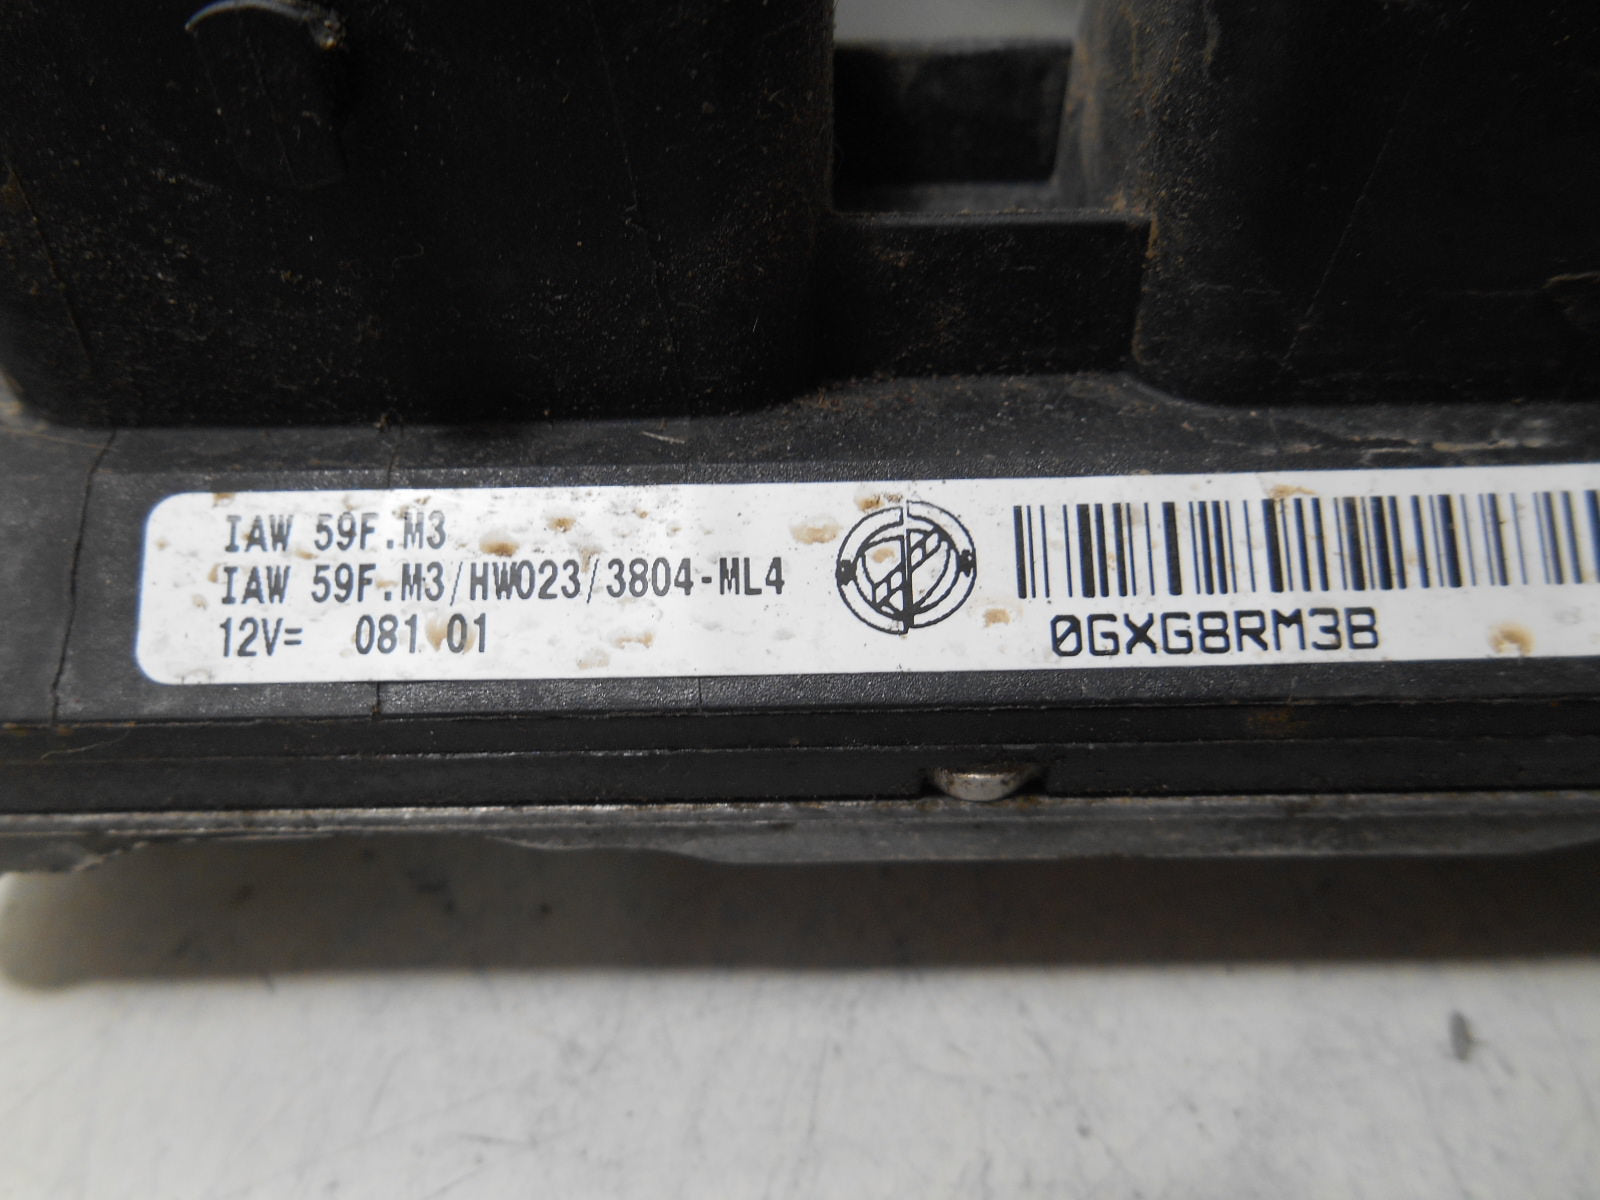 IAW 59F.M3
IAW 59F.M3/HW023/3804-ML4
12V= 081 01
0GXG8RM3B